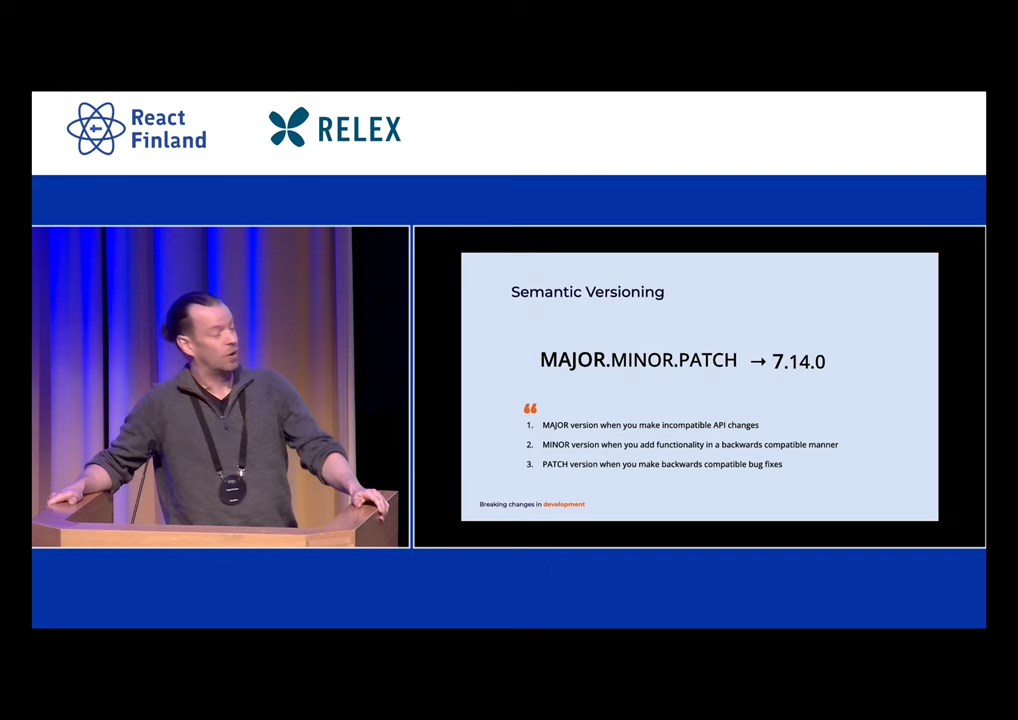 React
Finland
RELEX
Semantic Versioning
MAJOR.MINOR.PATCH → 7.14.0
“
1. MAJOR version when you make incompatible API changes
2. MINOR version when you add functionality in a backwards compatible manner
3. PATCH version when you make backwards compatible bug fixes
Breaking changes in development